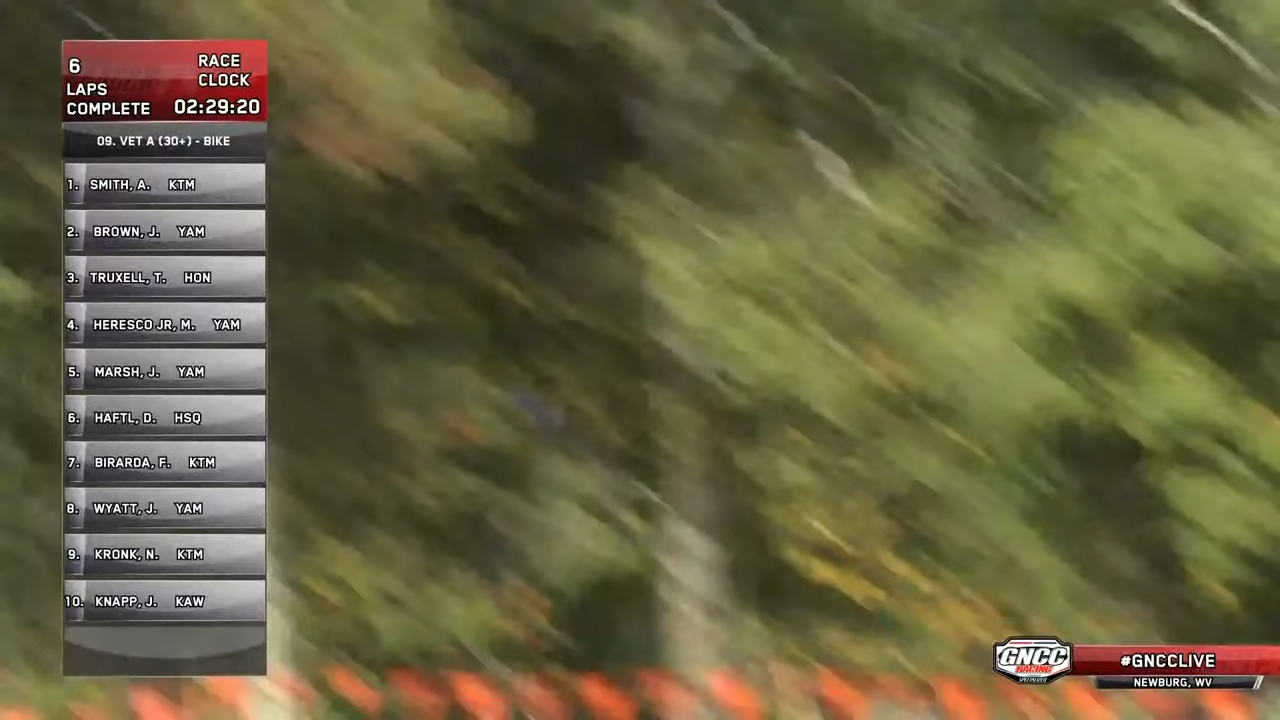 6
LAPS
COMPLETE
RACE
CLOCK
02:29:20
09. VET A (30+) - BIKE
1. SMITH, A. KTM
2. BROWN, J. YAM
3. TRUXELL, T. HON
4. HERESCO JR, M. YAM
5. MARSH, J. YAM
6. HAFTL, D. HSQ
7. BIRARDA, F. KTM
8. WYATT, J. YAM
9. KRONK, N. KTM
10. KNAPP, J. KAW
GNCC
RACING
SPECIALIZED
#GNCCLIVE
NEWBURG, WV